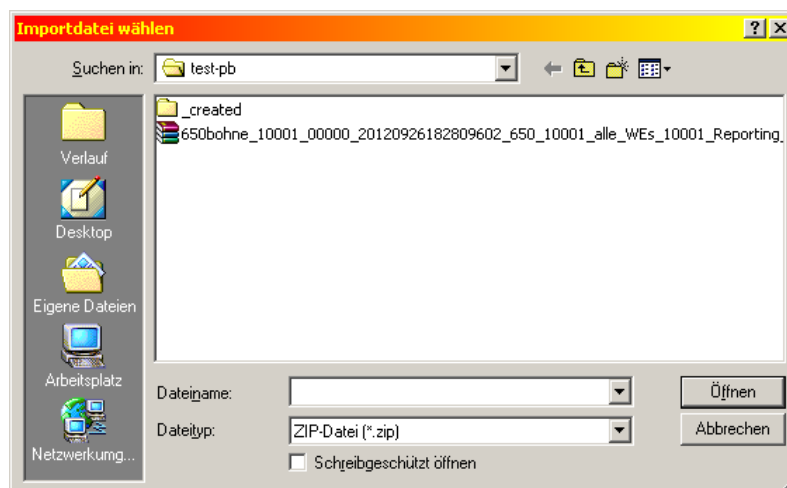 Importdatei wählen
Suchen in:
test-pb
Verlauf
Desktop
Eigene Dateien
Arbeitsplatz
Netzwerkumg...
_created
650bohne_10001_00000_20120926182809602_650_10001_alle_WEs_10001_Reporting_
Dateiname:
Öffnen
Dateityp:
ZIP-Datei (*.zip)
Abbrechen
Schreibgeschützt öffnen